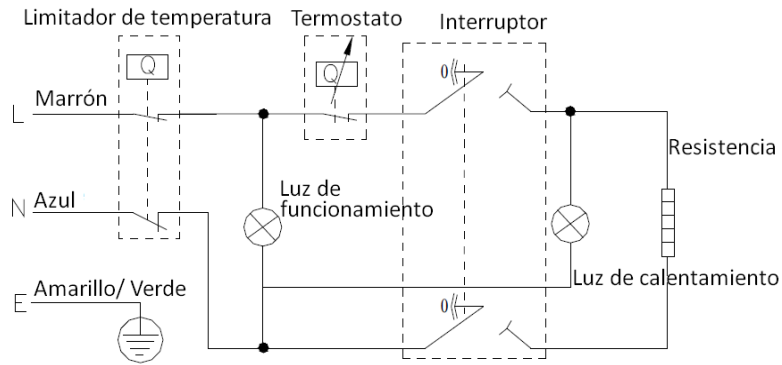 Limitador de temperatura
Termostato
Interruptor
Q
Q
0
L
Marrón
Resistencia
Luz de
funcionamiento
N
Azul
Luz de calentamiento
E
Amarillo/ Verde
0